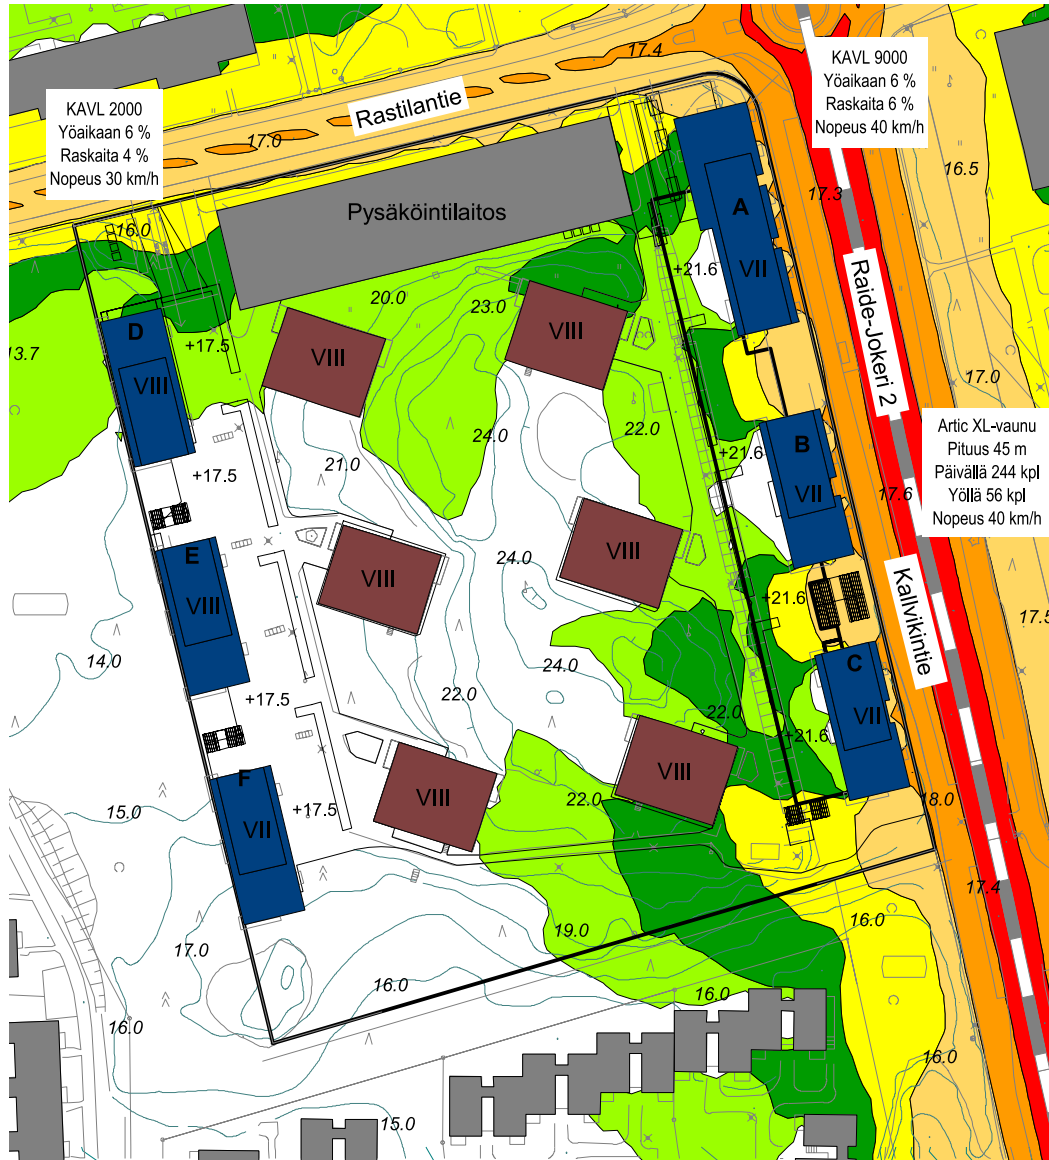 17.4
Rastilantie
KAVL 2000
Yöaikaan 6 %
Raskaita 4 %
Nopeus 30 km/h
KAVL 9000
Yöaikaan 6 %
Raskaita 6 %
Nopeus 40 km/h
17.0
16.5
17.3
Pysäköintilaitos
A
VII
16.0
+21.6
Raide-Jokeri 2
20.0
23.0
D
+17.5
VIII
VIII
VIII
13.7
17.0
22.0
24.0
Artic XL-vaunu
Pituus 45 m
Päivällä 244 kpl
Yöllä 56 kpl
Nopeus 40 km/h
B
VII
+21.6
21.0
+17.5
17.6
E
VIII
VIII
VIII
24.0
+21.6
Kallvikintie
17.5
14.0
24.0
C
VII
22.0
+17.5
22.0
+21.6
F
VII
VIII
VIII
22.0
15.0
+17.5
18.0
17.4
19.0
16.0
17.0
16.0
16.0
16.0
16.0
15.0